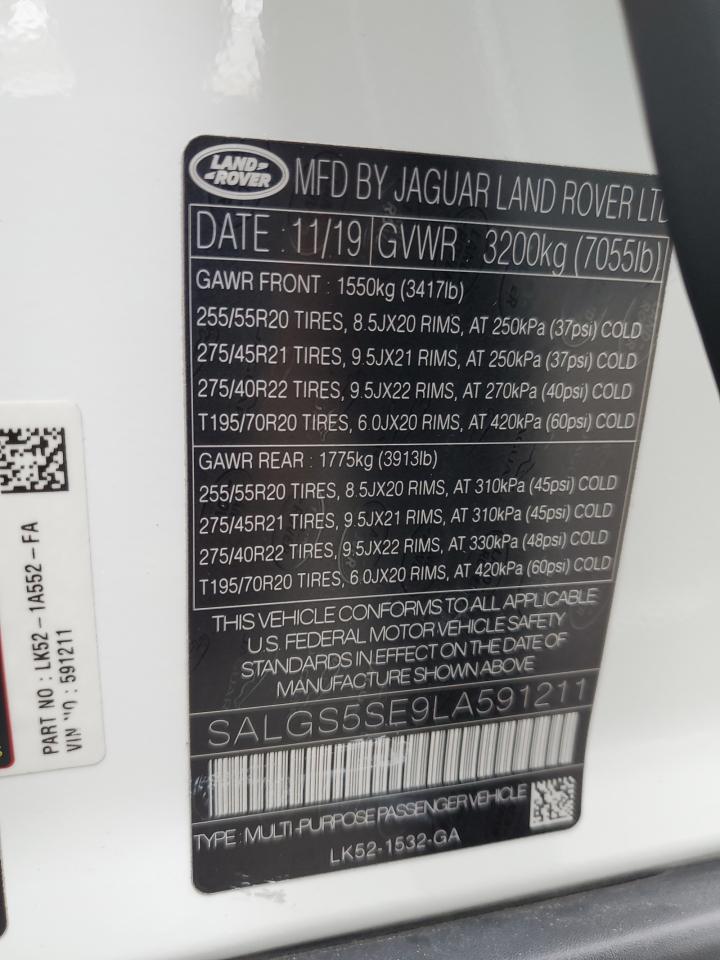 LAND
ROVER
MFD BY JAGUAR LAND ROVER LTD
DATE : 11/19 GVWR : 3200kg (7055lb)
GAWR FRONT : 1550kg (3417lb)
255/55R20 TIRES, 8.5JX20 RIMS, AT 250kPa (37psi) COLD
275/45R21 TIRES, 9.5JX21 RIMS, AT 250kPa (37psi) COLD
275/40R22 TIRES, 9.5JX22 RIMS, AT 270kPa (40psi) COLD
T195/70R20 TIRES, 6.0JX20 RIMS, AT 420kPa (60psi) COLD
GAWR REAR : 1775kg (3913lb)
255/55R20 TIRES, 8.5JX20 RIMS, AT 310kPa (45psi) COLD
275/45R21 TIRES, 9.5JX21 RIMS, AT 310kPa (45psi) COLD
275/40R22 TIRES, 9.5JX22 RIMS, AT 330kPa (48psi) COLD
T195/70R20 TIRES, 6.0JX20 RIMS, AT 420kPa (60psi) COLD
THIS VEHICLE CONFORMS TO ALL APPLICABLE
U.S. FEDERAL MOTOR VEHICLE SAFETY
STANDARDS IN EFFECT ON THE DATE OF
MANUFACTURE SHOWN ABOVE
SALGS5SE9LA591211
TYPE : MULTI-PURPOSE PASSENGER VEHICLE
LK52-1532-GA
PART NO : LK52-1A552-FA
VIN NO : 591211